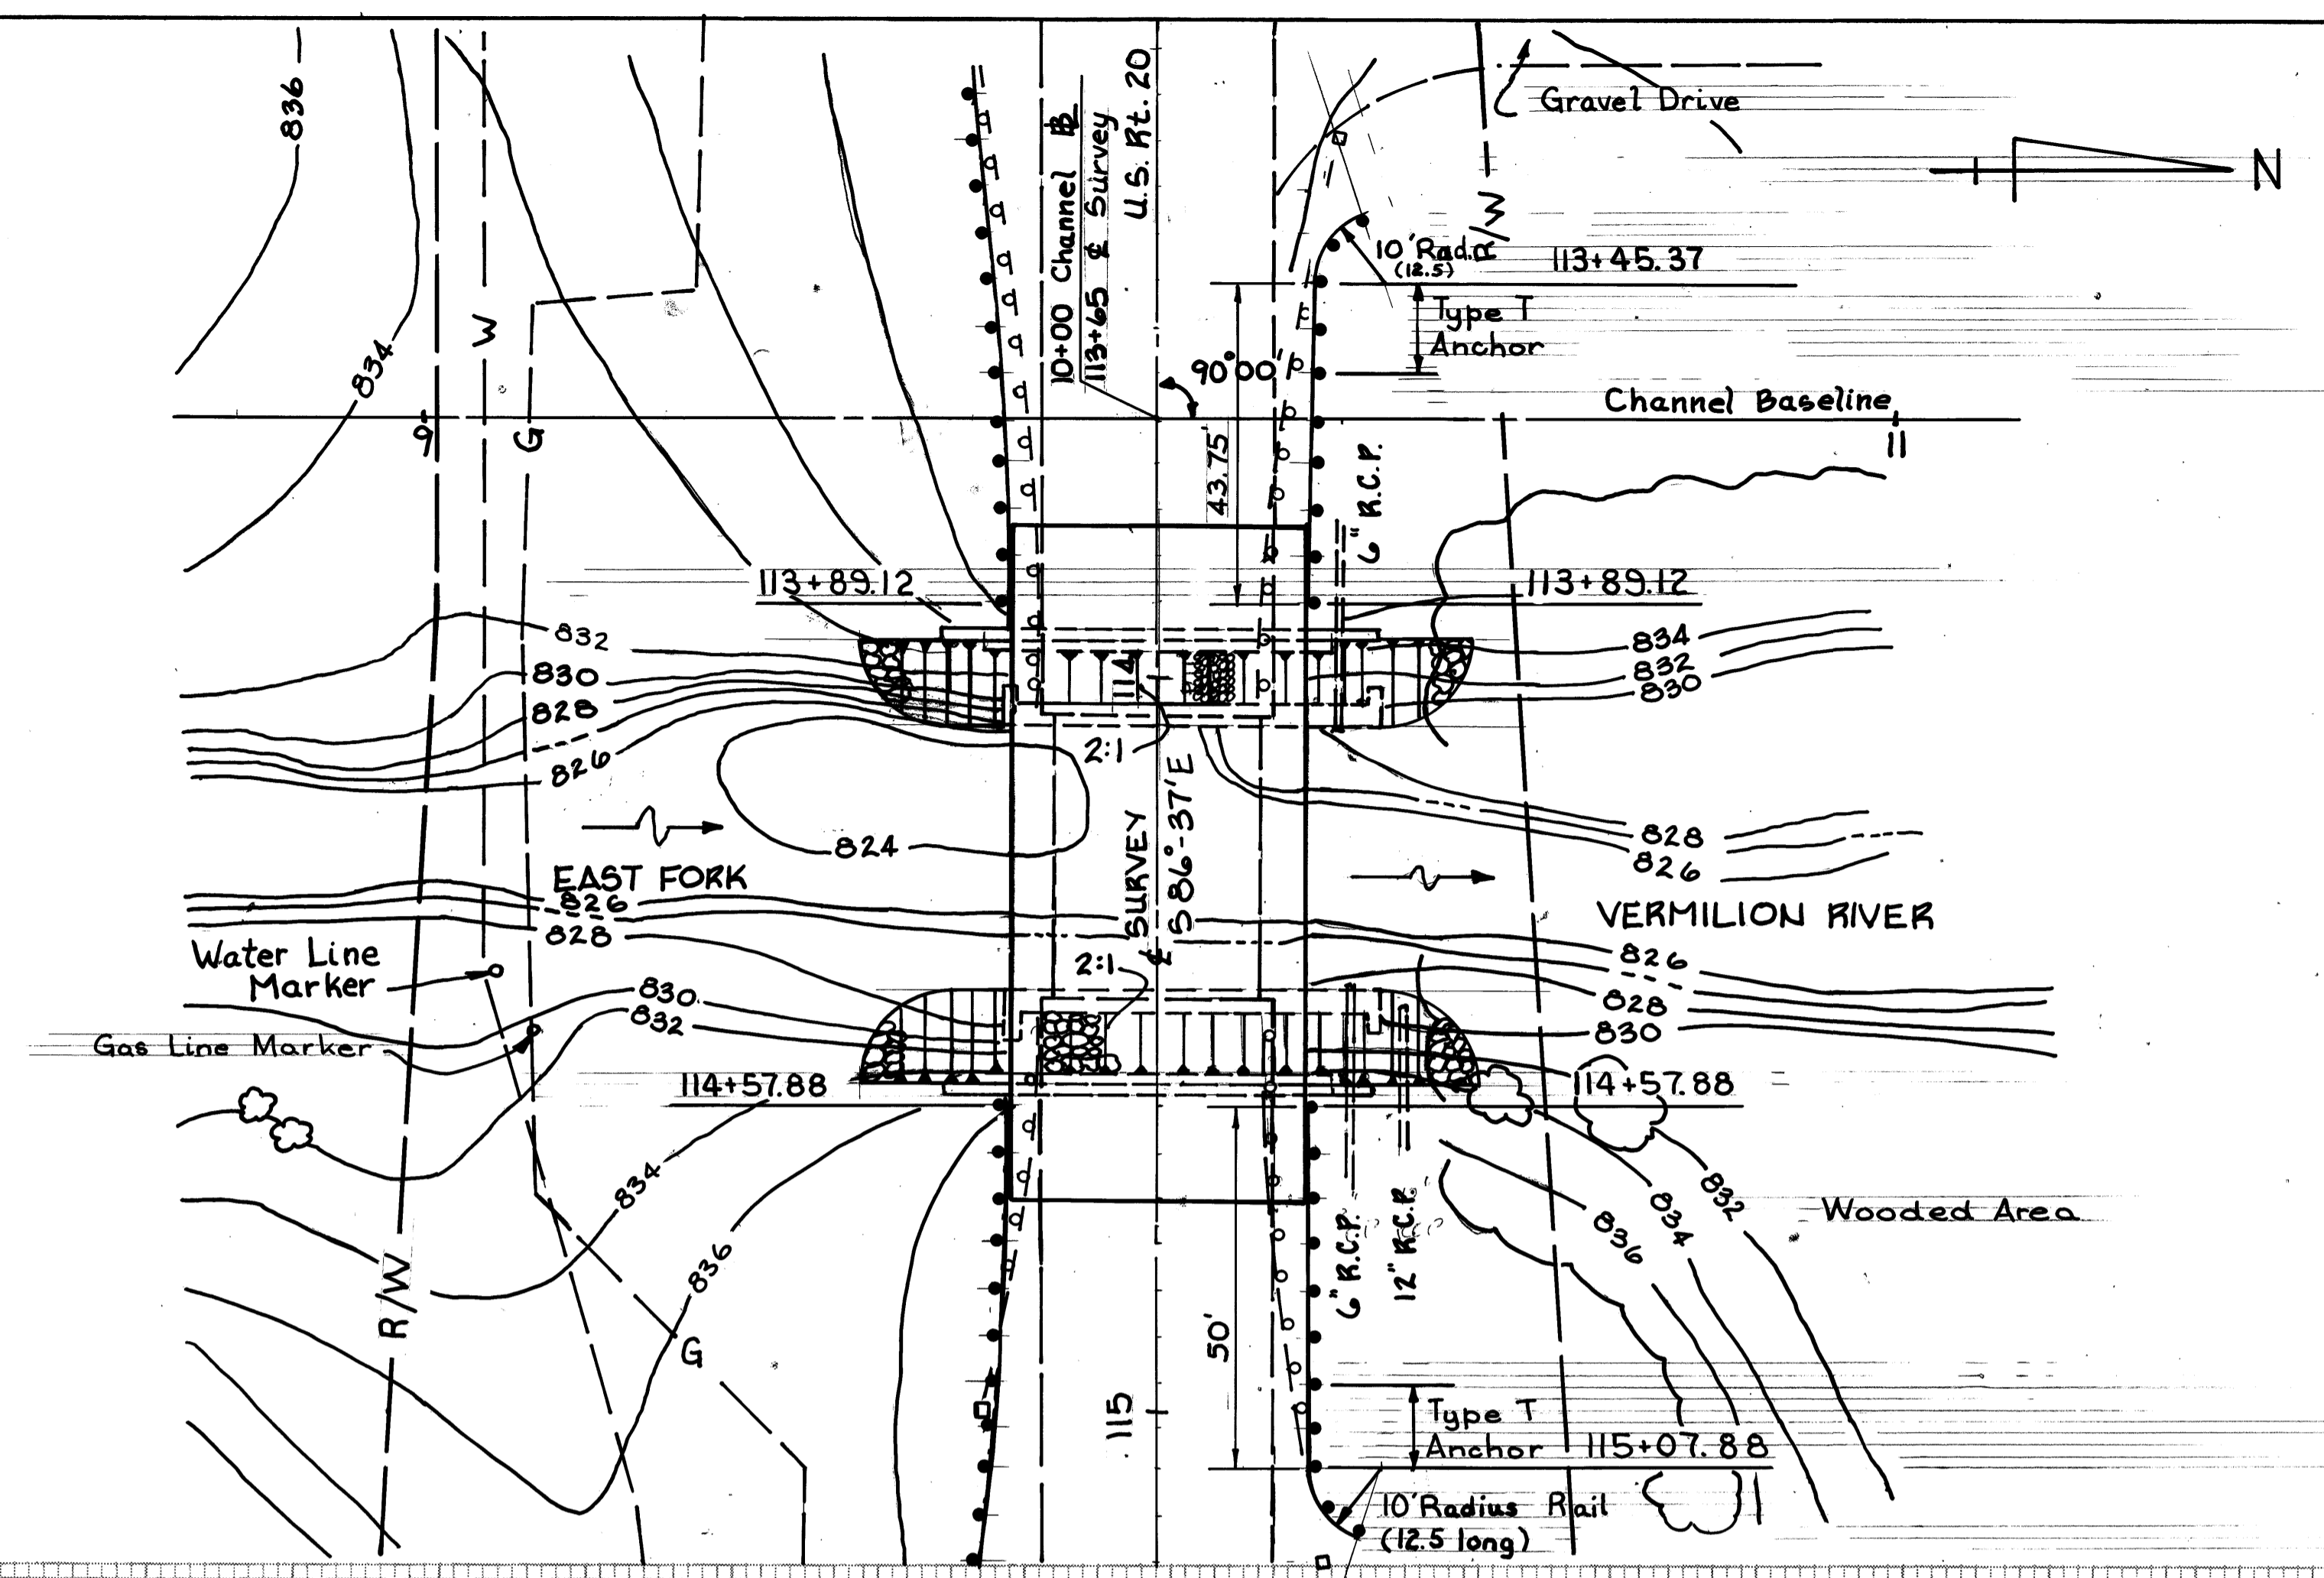 836
10+00 Channel B
113+65 ℄ Survey
U.S. Rt. 20
Gravel Drive
N
R/W
10' Rad.
(12.5)
113+45.37
Type T
Anchor
W
834
90°00'
Channel Baseline
9
G
11
43.75'
6" R.C.P.
113+89.12
113+89.12
832
830
828
826
114
834
832
830
2:1
824
℄ SURVEY
S86°-37'E
828
826
EAST FORK
826
828
VERMILION RIVER
826
828
830
Water Line
Marker
2:1
830
832
Gas Line Marker
114+57.88
114+57.88
834
836
832
834
836
Wooded Area
R/W
G
6" R.C.P.
12" R.C.P.
50'
115
Type T
Anchor
115+07.88
10' Radius Rail
(12.5 long)